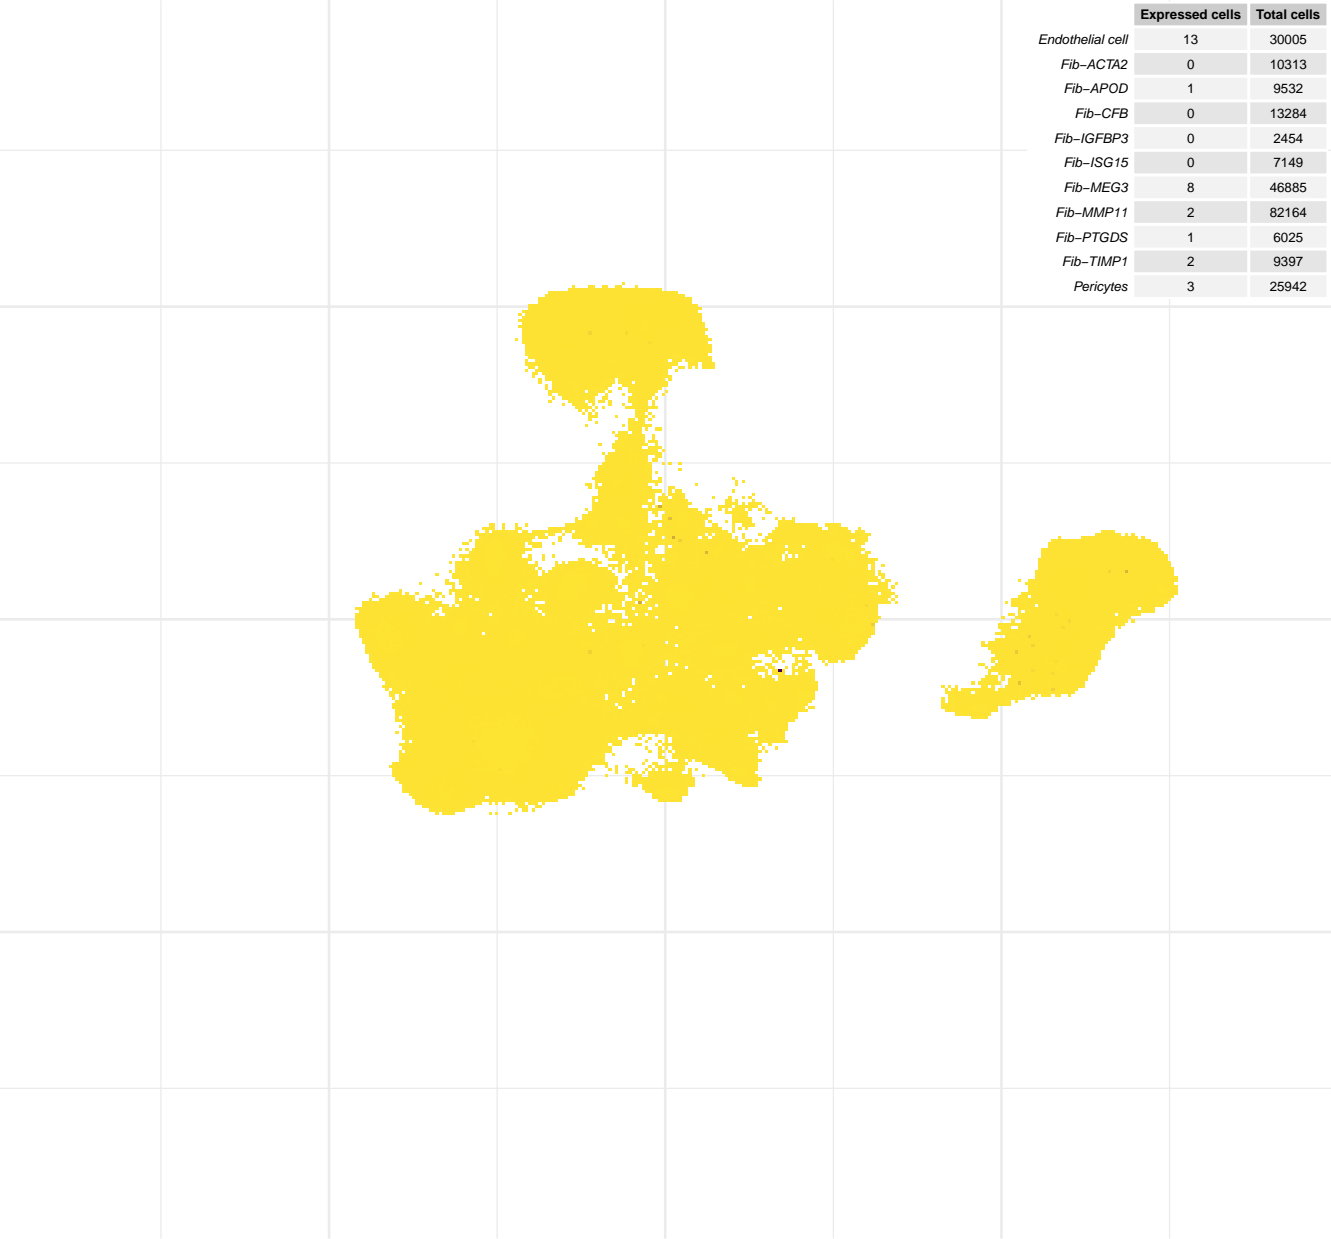 Expressed cells Total cells
Endothelial cell 13 30005
Fib−ACTA2 0 10313
Fib−APOD 1 9532
Fib−CFB 0 13284
Fib−IGFBP3 0 2454
Fib−ISG15 0 7149
Fib−MEG3 8 46885
Fib−MMP11 2 82164
Fib−PTGDS 1 6025
Fib−TIMP1 2 9397
Pericytes 3 25942